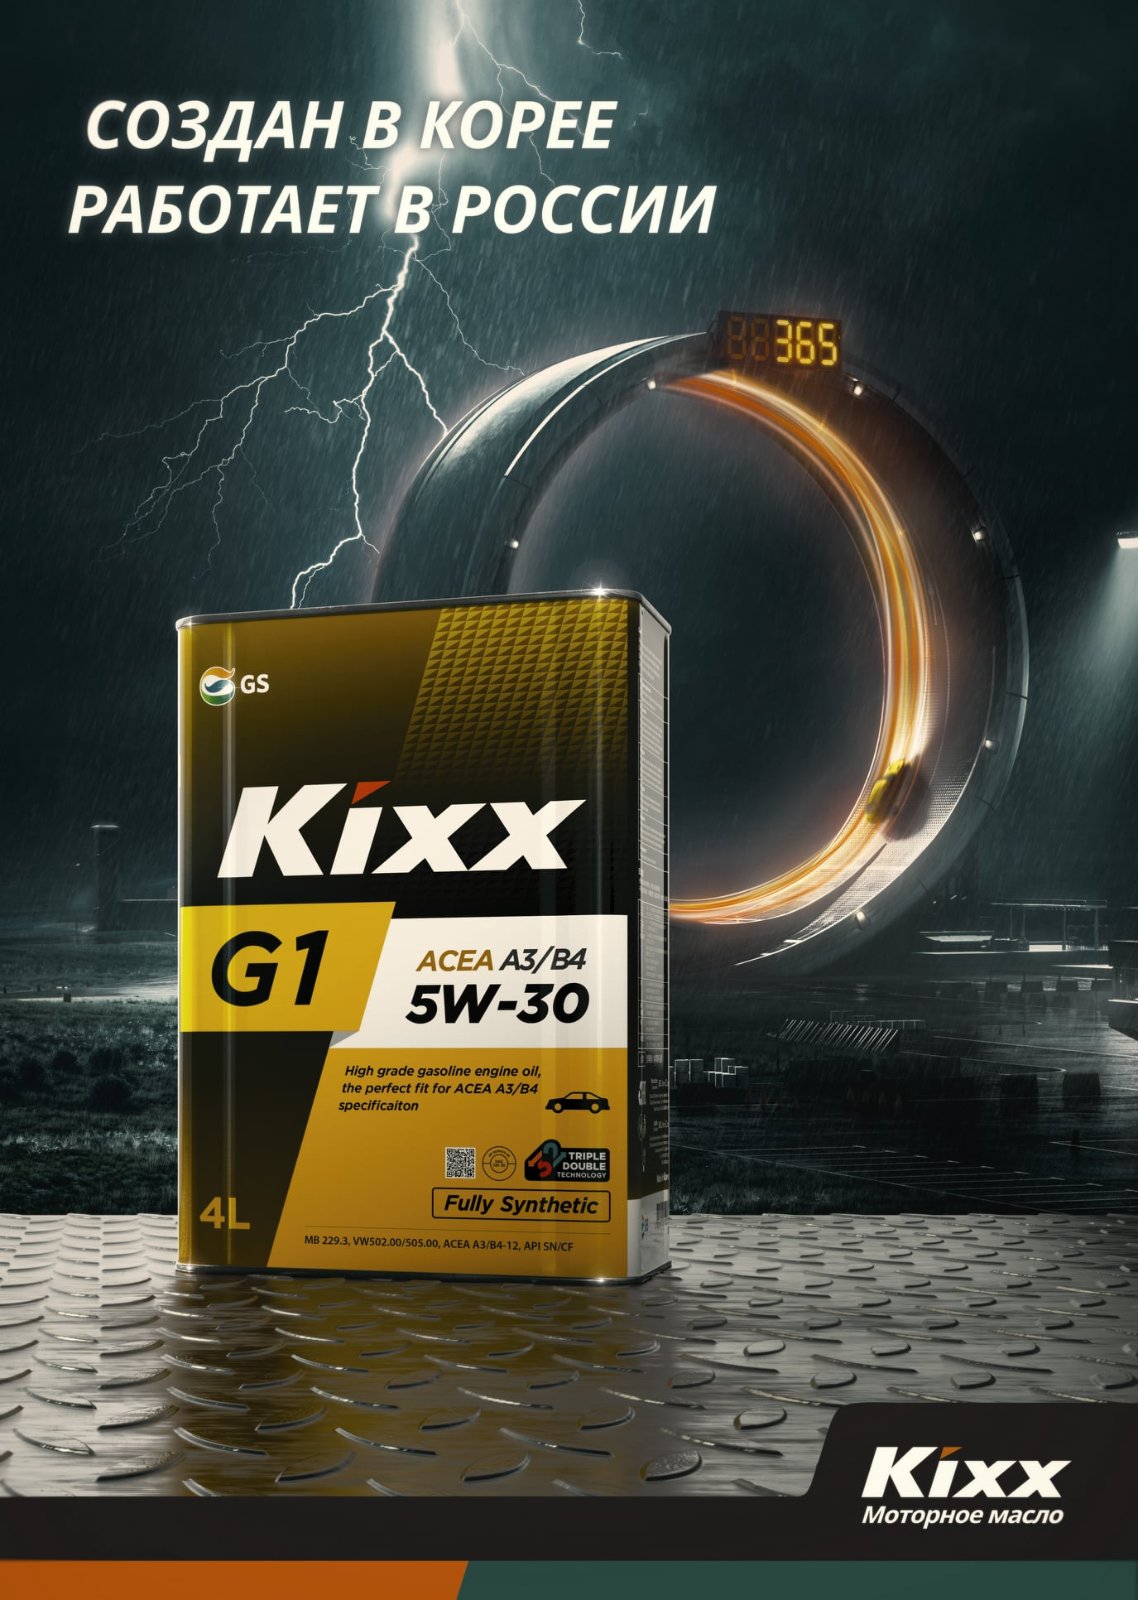 СОЗДАН В КОРЕЕ
РАБОТАЕТ В РОССИИ
365
GS
Kixx
G1
ACEA A3/B4
5W-30
High grade gasoline engine oil,
the perfect fit for ACEA A3/B4
specificaiton
TRIPLE
DOUBLE
TECHNOLOGY
Fully Synthetic
4L
MB 229.3, VW502.00/505.00, ACEA A3/B4-12, API SN/CF
Kixx
Моторное масло